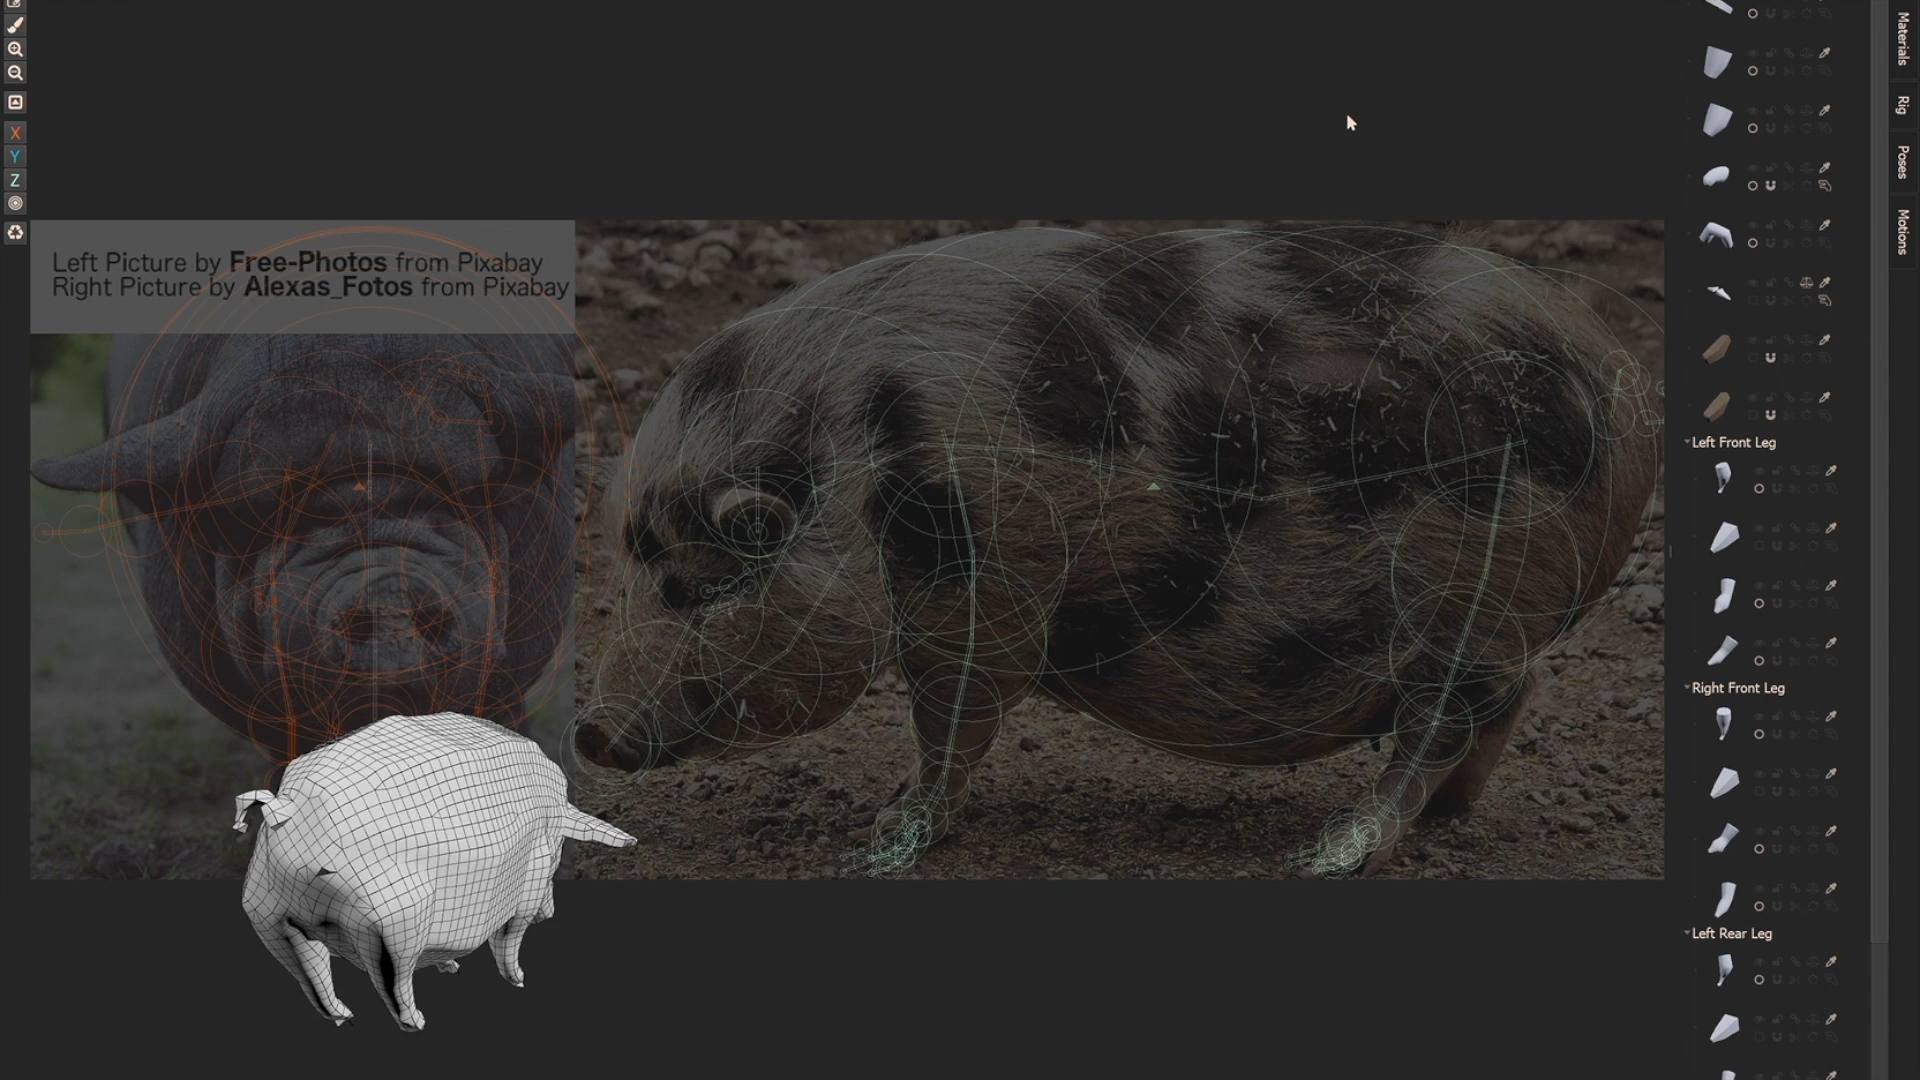 X
Y
Z
Left Picture by Free-Photos from Pixabay
Right Picture by Alexas_Fotos from Pixabay
Left Front Leg
Right Front Leg
Left Rear Leg
Materials
Rig
Poses
Motions